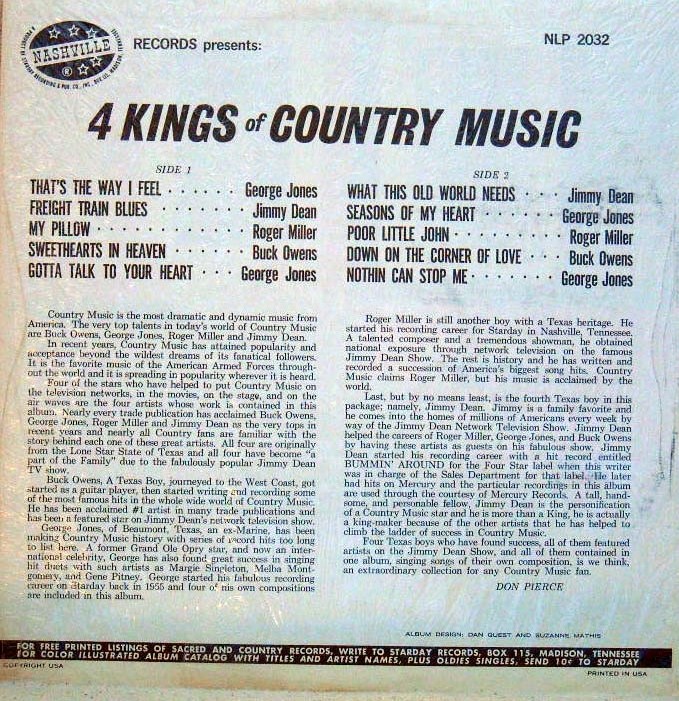 NASHVILLE
RECORDS presents:
NLP 2032
4 KINGS of COUNTRY MUSIC
SIDE 1
THAT'S THE WAY I FEEL · · · · · · George Jones
FREIGHT TRAIN BLUES · · · · · · · · Jimmy Dean
MY PILLOW · · · · · · · · · · · · · Roger Miller
SWEETHEARTS IN HEAVEN · · · · · · Buck Owens
GOTTA TALK TO YOUR HEART · · · George Jones
SIDE 2
WHAT THIS OLD WORLD NEEDS · · · Jimmy Dean
SEASONS OF MY HEART · · · · · · · George Jones
POOR LITTLE JOHN · · · · · · · · · · Roger Miller
DOWN ON THE CORNER OF LOVE · · · Buck Owens
NOTHIN CAN STOP ME · · · · · · · · George Jones
Country Music is the most dramatic and dynamic music from
America. The very top talents in today's world of Country Music
are Buck Owens, George Jones, Roger Miller and Jimmy Dean.
In recent years, Country Music has attained popularity and
acceptance beyond the wildest dreams of its fanatical followers.
It is the favorite music of the American Armed Forces through-
out the world and it is spreading in popularity wherever it is heard.
Four of the stars who have helped to put Country Music on
the television networks, in the movies, on the stage, and on the
air waves are the four artists whose work is contained in this
album. Nearly every trade publication has acclaimed Buck Owens,
George Jones, Roger Miller and Jimmy Dean as the very tops in
recent years and nearly all Country fans are familiar with the
story behind each one of these great artists. All four are originally
from the Lone Star State of Texas and all four have become "a
part of the Family" due to the fabulously popular Jimmy Dean
TV show.
Buck Owens, A Texas Boy, journeyed to the West Coast, got
started as a guitar player, then started writing and recording some
of the most famous hits in the whole wide world of Country Music.
He has been acclaimed #1 artist in many trade publications and
has been a featured star on Jimmy Dean's network television show.
George Jones, of Beaumont, Texas, an ex-Marine, has been
making Country Music history with series of record hits too long
to list here. A former Grand Ole Opry star, and now an inter-
national celebrity, George has also found great success in singing
hit duets with such artists as Margie Singleton, Melba Mont-
gomery, and Gene Pitney. George started his fabulous recording
career on Starday back in 1955 and four of his own compositions
are included in this album.
Roger Miller is still another boy with a Texas heritage. He
started his recording career for Starday in Nashville, Tennessee.
A talented composer and a tremendous showman, he obtained
national exposure through network television on the famous
Jimmy Dean Show. The rest is history and he has written and
recorded a succession of America's biggest song hits. Country
Music claims Roger Miller, but his music is acclaimed by the
world.
Last, but by no means least, is the fourth Texas boy in this
package; namely, Jimmy Dean. Jimmy is a family favorite and
he comes into the homes of millions of Americans every week by
way of the Jimmy Dean Network Television Show. Jimmy Dean
helped the careers of Roger Miller, George Jones, and Buck Owens
by having these artists as guests on his fabulous show. Jimmy
Dean started his recording career with a hit record entitled
BUMMIN' AROUND for the Four Star label when this writer
was in charge of the Sales Department for that label. He later
had hits on Mercury and the particular recordings in this album
are used through the courtesy of Mercury Records. A tall, hand-
some, and personable fellow, Jimmy Dean is the personification
of a Country Music star and he is more than a King, he is actually
a king-maker because of the other artists that he has helped to
climb the ladder of success in Country Music.
Four Texas boys who have found success, all of them featured
artists on the Jimmy Dean Show, and all of them contained in
one album, singing songs of their own composition, is we think,
an extraordinary collection for any Country Music fan.
DON PIERCE
ALBUM DESIGN: DAN QUEST AND SUZANNE MATHIS
FOR FREE PRINTED LISTINGS OF SACRED AND COUNTRY RECORDS, WRITE TO STARDAY RECORDS, BOX 115, MADISON, TENNESSEE
FOR COLOR ILLUSTRATED ALBUM CATALOG WITH TITLES AND ARTIST NAMES, PLUS OLDIES SINGLES, SEND 10¢ TO STARDAY
COPYRIGHT USA
PRINTED IN USA